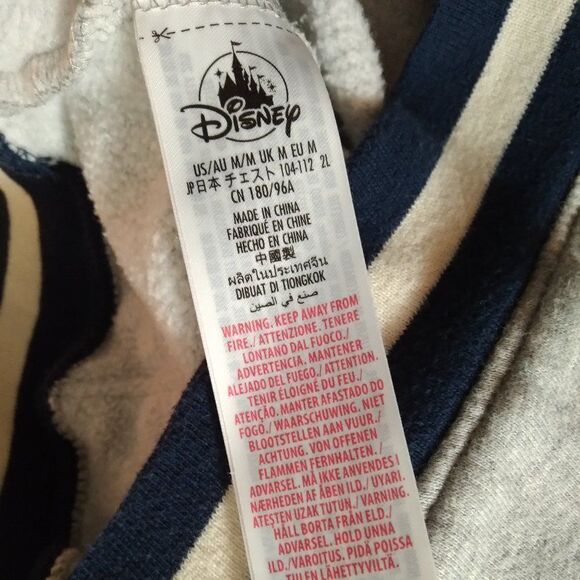 DISNEY
US/AU M/M UK M EU M
JP日本 チェスト 104-112 2L
CN 180/96A
MADE IN CHINA
FABRIQUÉ EN CHINE
HECHO EN CHINA
中國製
ผลิตในประเทศจีน
DIBUAT DI TIONGKOK
صنع في الصين
WARNING. KEEP AWAY FROM
FIRE./ ATTENZIONE. TENERE
LONTANO DAL FUOCO./
ADVERTENCIA. MANTENER
ALEJADO DEL FUEGO./ ATTENTION.
TENIR ÉLOIGNÉ DU FEU./
ATENÇÃO. MANTER AFASTADO DO
FOGO./ WAARSCHUWING. NIET
BLOOTSTELLEN AAN VUUR/
ACHTUNG. VON OFFENEN
FLAMMEN FERNHALTEN./
ADVARSEL. MÅ IKKE ANVENDES I
NÆRHEDEN AF ÅBEN ILD./ UYARI.
ATEŞTEN UZAK TUTUN./ VARNING.
HÅLL BORTA FRÅN ELD./
ADVARSEL. HOLD UNNA
ILD./VAROITUS. PIDÄ POISSA
TULEN LÄHETTYVILTÄ.